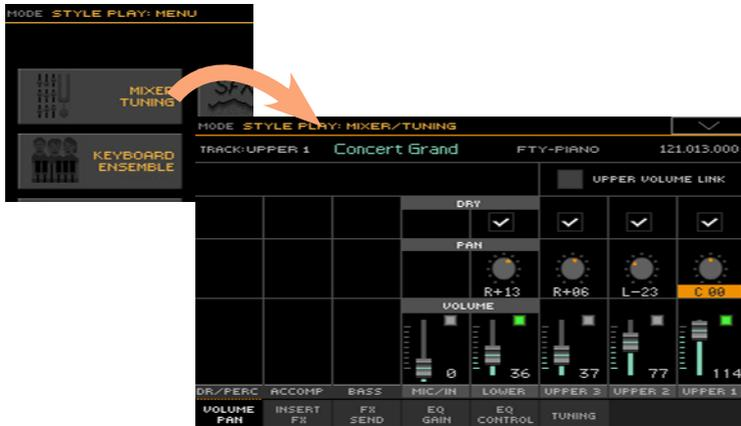 MODE STYLE PLAY: MENU
MIXER
TUNING
SFX
KEYBOARD
ENSEMBLE
MODE STYLE PLAY: MIXER/TUNING
TRACK:UPPER 1 Concert Grand FTY-PIANO 121.013.000
UPPER VOLUME LINK
DRY
PAN
R+13 R+06 L-23 C 00
VOLUME
0 36 37 77 114
DR/PERC ACCOMP BASS MIC/IN LOWER UPPER 3 UPPER 2 UPPER 1
VOLUME PAN INSERT FX FX SEND EQ GAIN EQ CONTROL TUNING